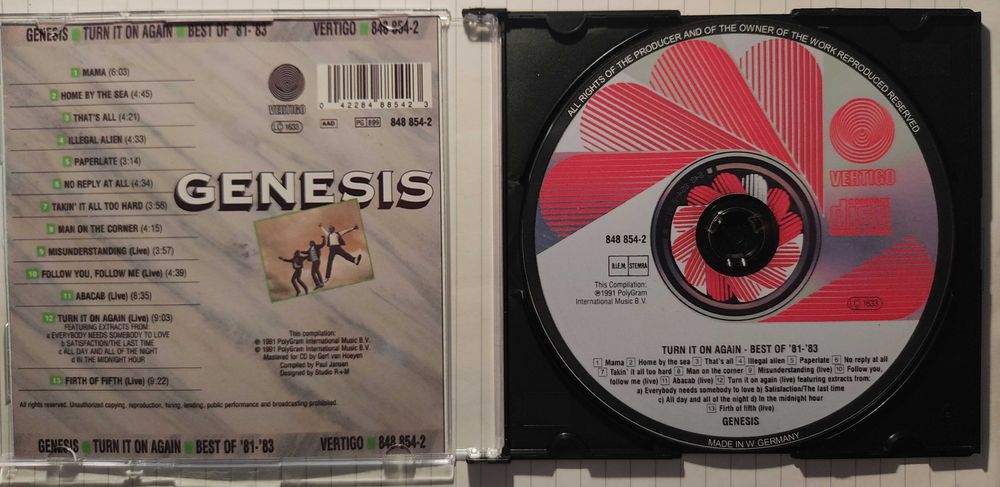 GENESIS TURN IT ON AGAIN BEST OF '81-'83 VERTIGO 848 854-2
1 MAMA (6:03)
2 HOME BY THE SEA (4:45)
3 THAT'S ALL (4:21)
4 ILLEGAL ALIEN (4:33)
5 PAPERLATE (3:14)
6 NO REPLY AT ALL (4:34)
7 TAKIN' IT ALL TOO HARD (3:56)
8 MAN ON THE CORNER (4:15)
9 MISUNDERSTANDING (Live) (3:57)
10 FOLLOW YOU, FOLLOW ME (Live) (4:39)
11 ABACAB (Live) (8:35)
12 TURN IT ON AGAIN (Live) (9:03)
FEATURING EXTRACTS FROM:
a EVERYBODY NEEDS SOMEBODY TO LOVE
b SATISFACTION/THE LAST TIME
c ALL DAY AND ALL OF THE NIGHT
d IN THE MIDNIGHT HOUR
13 FIRTH OF FIFTH (Live) (9:22)
VERTIGO
0 42284 88542 3
LC 1633
AAD PG 899 848 854-2
GENESIS
This compilation:
℗ 1991 PolyGram International Music B.V.
© 1991 PolyGram International Music B.V.
Mastered for CD by Gert van Hoeyen
Compiled by Paul Jansen
Designed by Studio R+M
All rights reserved. Unauthorized copying, reproduction, hiring, lending, public performance and broadcasting prohibited.
GENESIS TURN IT ON AGAIN BEST OF '81-'83 VERTIGO 848 854-2
ALL RIGHTS OF THE PRODUCER AND OF THE OWNER OF THE WORK REPRODUCED RESERVED
VERTIGO
COMPACT
disc
DIGITAL AUDIO
848 854-2
B.I.E.M. STEMRA
This Compilation:
℗1991 PolyGram
International Music B.V.
LC 1633
TURN IT ON AGAIN - BEST OF '81-'83
1 Mama 2 Home by the sea 3 That's all 4 Illegal alien 5 Paperlate 6 No reply at all
7 Takin' it all too hard 8 Man on the corner 9 Misunderstanding (live) 10 Follow you,
follow me (live) 11 Abacab (live) 12 Turn it on again (live) featuring extracts from:
a) Everybody needs somebody to love b) Satisfaction/The last time
c) All day and all of the night d) In the midnight hour
13 Firth of fifth (live)
GENESIS
MADE IN W. GERMANY